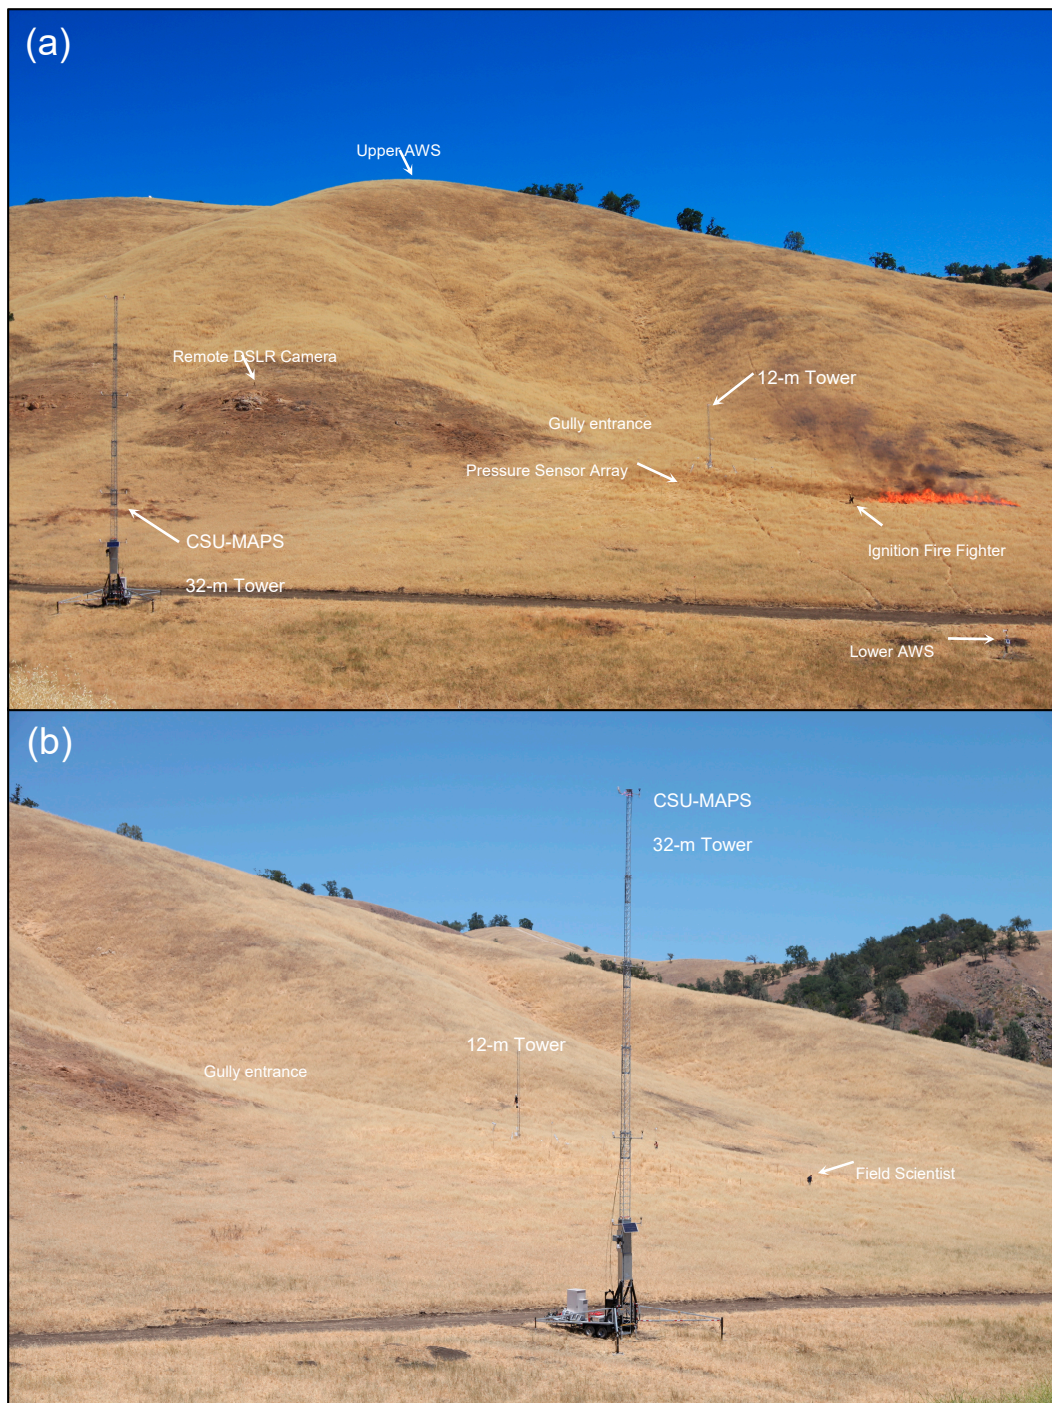 (a)
Upper AWS
Remote DSLR Camera
12-m Tower
Gully entrance
Pressure Sensor Array
CSU-MAPS
32-m Tower
Ignition Fire Fighter
Lower AWS
(b)
CSU-MAPS
32-m Tower
12-m Tower
Gully entrance
Field Scientist